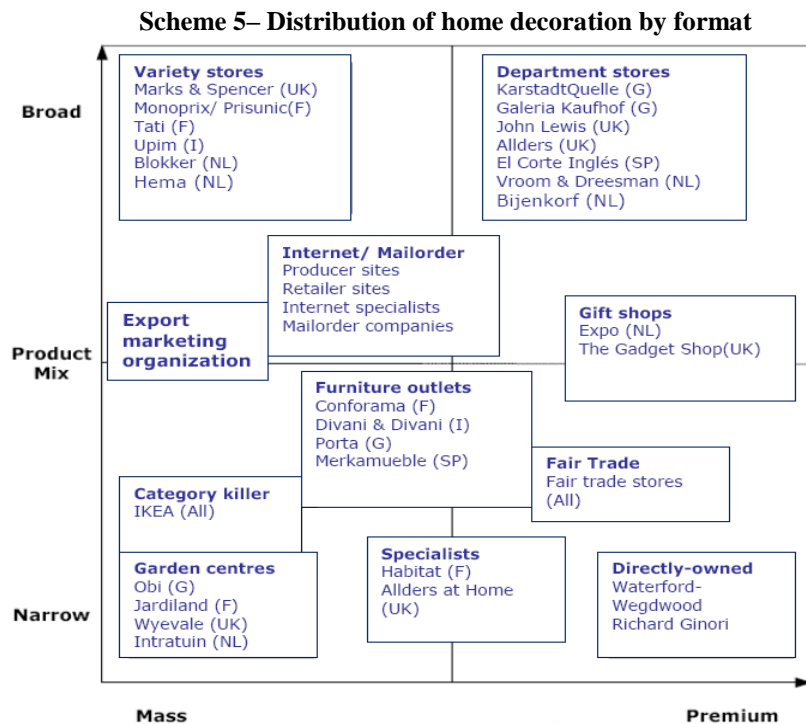 Scheme 5– Distribution of home decoration by format
Broad
Variety stores
Marks & Spencer (UK)
Monoprix/ Prisunic(F)
Tati (F)
Upim (I)
Blokker (NL)
Hema (NL)
Department stores
KarstadtQuelle (G)
Galeria Kaufhof (G)
John Lewis (UK)
Allders (UK)
El Corte Inglés (SP)
Vroom & Dreesman (NL)
Bijenkorf (NL)
Internet/ Mailorder
Producer sites
Retailer sites
Internet specialists
Mailorder companies
Export
marketing
organization
Gift shops
Expo (NL)
The Gadget Shop(UK)
Product
Mix
Furniture outlets
Conforama (F)
Divani & Divani (I)
Porta (G)
Merkamueble (SP)
Fair Trade
Fair trade stores
(All)
Category killer
IKEA (All)
Garden centres
Obi (G)
Jardiland (F)
Wyevale (UK)
Intratuin (NL)
Specialists
Habitat (F)
Allders at Home
(UK)
Directly-owned
Waterford-
Wegdwood
Richard Ginori
Narrow
Mass
Premium